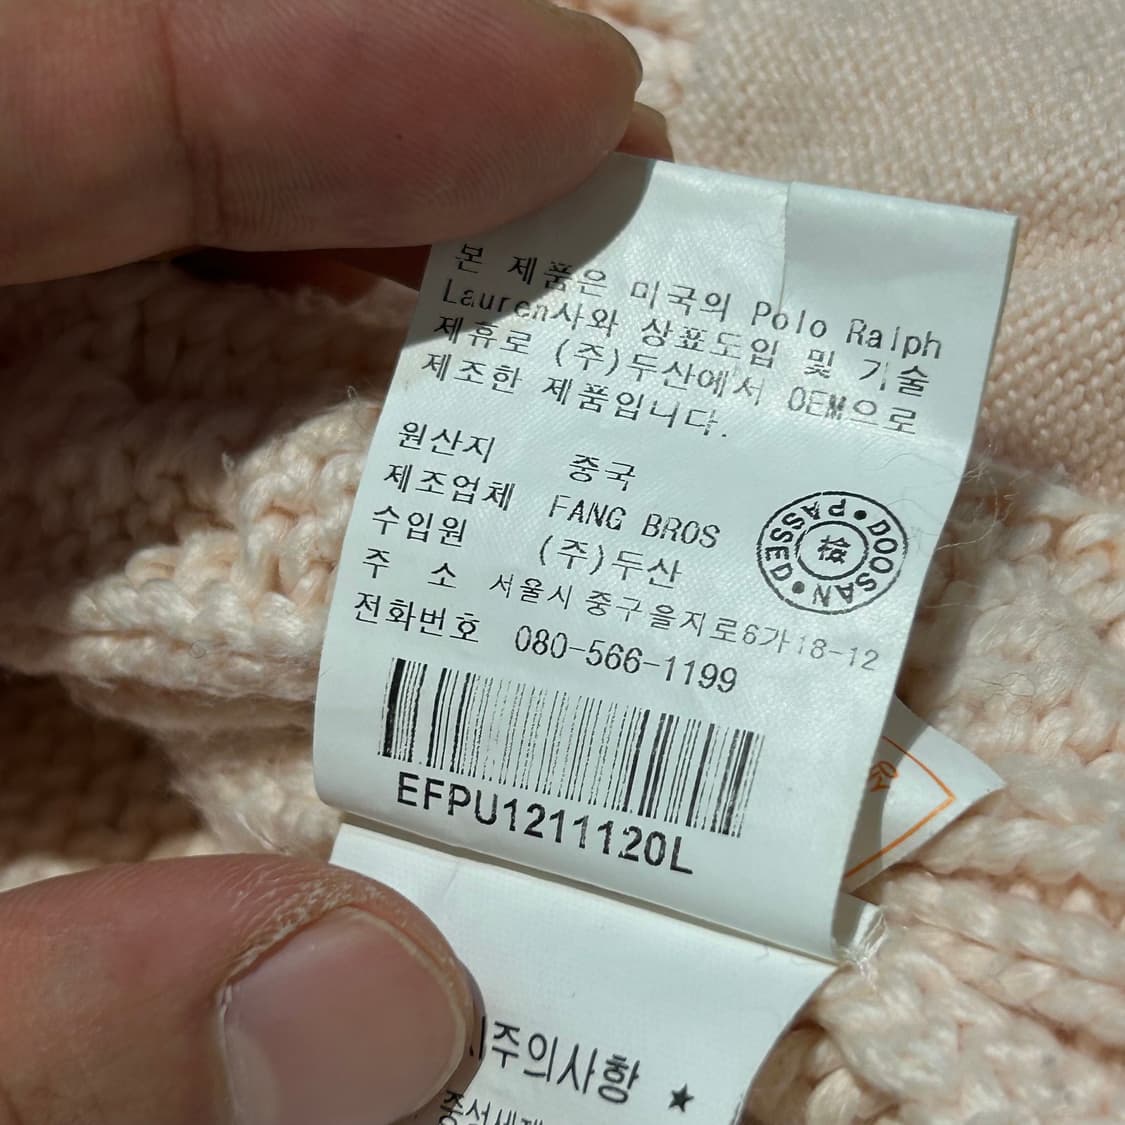 본 제품은 미국의 Polo Ralph
Lauren사와 상표도입 및 기술
제휴로 (주)두산에서 OEM으로
제조한 제품입니다.
원산지 중국
제조업체 FANG BROS
수입원 (주)두산
주 소 서울시 중구을지로6가18-12
전화번호 080-566-1199
DOOSAN • PASSED •
檢
EFPU1211120L
주의사항 ★
중성세제